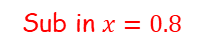 Sub in x = 0.8